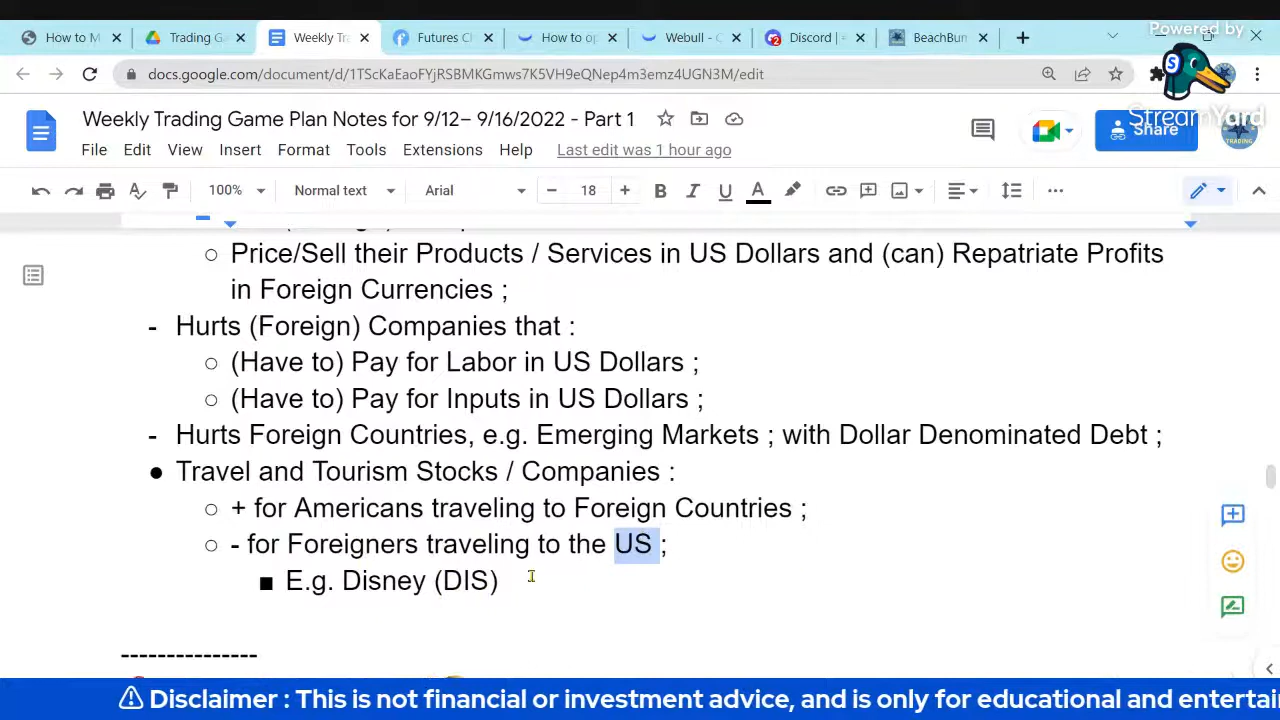 How to M
Trading G
Weekly Tr
Futures C
How to op
Webull - C
Discord |
BeachBun
Powered by
docs.google.com/document/d/1TScKaEaoFYjRSBMKGmvs7K5VH9eQNep4m3emz4UGN3M/edit
StreamYard
Weekly Trading Game Plan Notes for 9/12– 9/16/2022 - Part 1
Share
TRADING
File Edit View Insert Format Tools Extensions Help Last edit was 1 hour ago
100% Normal text Arial 18 B I U A
○ Price/Sell their Products / Services in US Dollars and (can) Repatriate Profits
in Foreign Currencies ;
- Hurts (Foreign) Companies that :
○ (Have to) Pay for Labor in US Dollars ;
○ (Have to) Pay for Inputs in US Dollars ;
- Hurts Foreign Countries, e.g. Emerging Markets ; with Dollar Denominated Debt ;
● Travel and Tourism Stocks / Companies :
○ + for Americans traveling to Foreign Countries ;
○ - for Foreigners traveling to the US ;
■ E.g. Disney (DIS)
---------------
⚠ Disclaimer : This is not financial or investment advice, and is only for educational and entertai